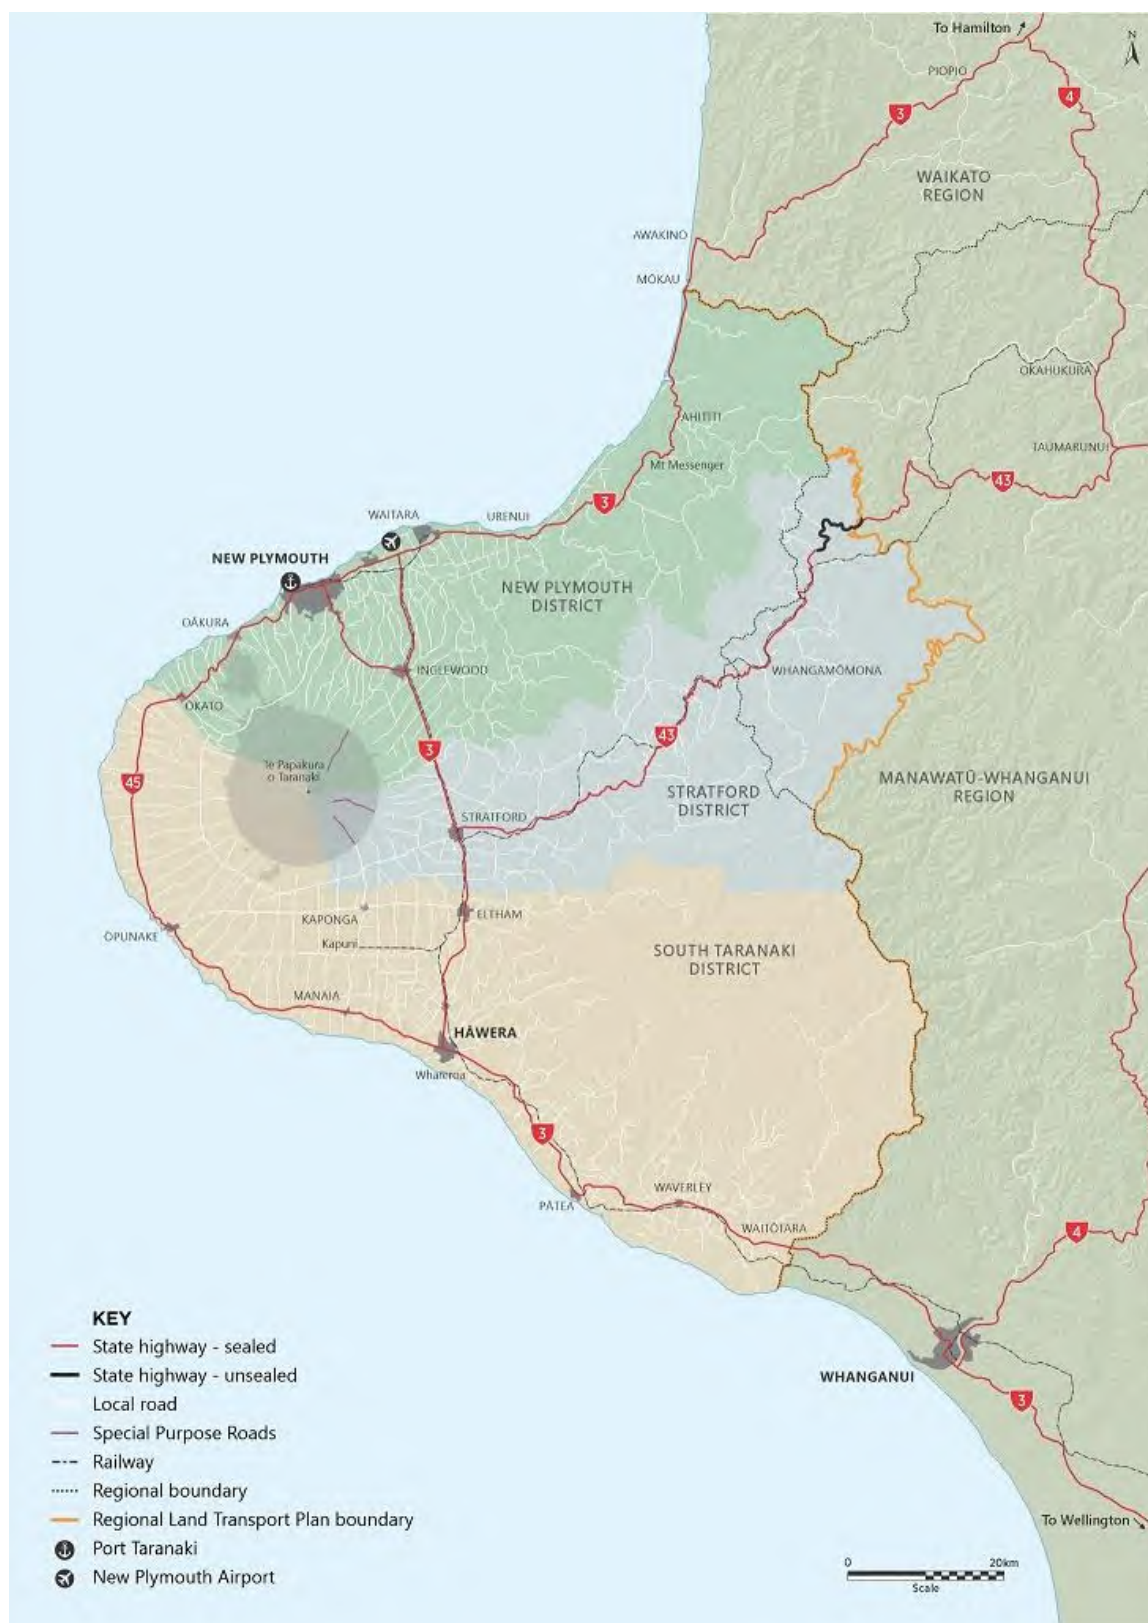 To Hamilton
N
PIOPIO
4
3
WAIKATO
REGION
AWAKINO
MOKAU
OKAHUKURA
AHITITI
TAUMARUNUI
Mt Messenger
43
3
WAITARA
URENUI
NEW PLYMOUTH
NEW PLYMOUTH
DISTRICT
OĀKURA
INGLEWOOD
WHANGAMŌMONA
OKATO
3
43
Te Papakura
o Taranaki
45
MANAWATŪ-WHANGANUI
REGION
STRATFORD
DISTRICT
STRATFORD
KAPONGA
ELTHAM
ŌPUNAKE
Kapuni
SOUTH TARANAKI
DISTRICT
MANAIA
HĀWERA
Whareroa
3
WAVERLEY
PĀTEA
WAITŌTARA
4
WHANGANUI
3
To Wellington
KEY
State highway - sealed
State highway - unsealed
Local road
Special Purpose Roads
Railway
Regional boundary
Regional Land Transport Plan boundary
Port Taranaki
New Plymouth Airport
0 20km
Scale